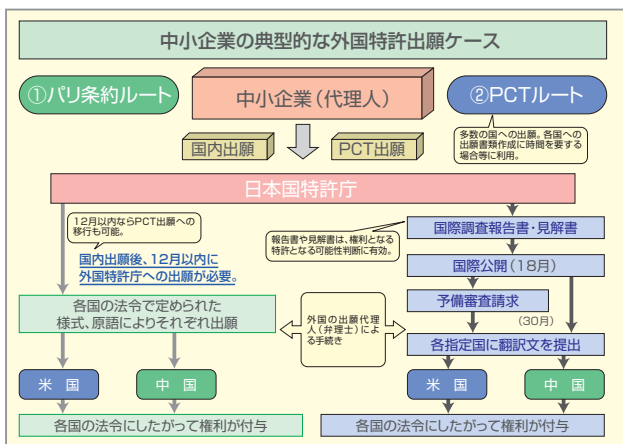 中小企業の典型的な外国特許出願ケース
①パリ条約ルート
中小企業（代理人）
②PCTルート
多数の国への出願。各国への
出願書類作成に時間を要する
場合等に利用。
国内出願
PCT出願
日本国特許庁
12月以内ならPCT出願への
移行も可能。
国内出願後、12月以内に
外国特許庁への出願が必要。
報告書や見解書は、権利となる
特許となる可能性判断に有効。
国際調査報告書・見解書
国際公開（18月）
予備審査請求
（30月）
各国の法令で定められた
様式、原語によりそれぞれ出願
外国の出願代理
人（弁理士）によ
る手続き
各指定国に翻訳文を提出
米　国
中　国
米　国
中　国
各国の法令にしたがって権利が付与
各国の法令にしたがって権利が付与